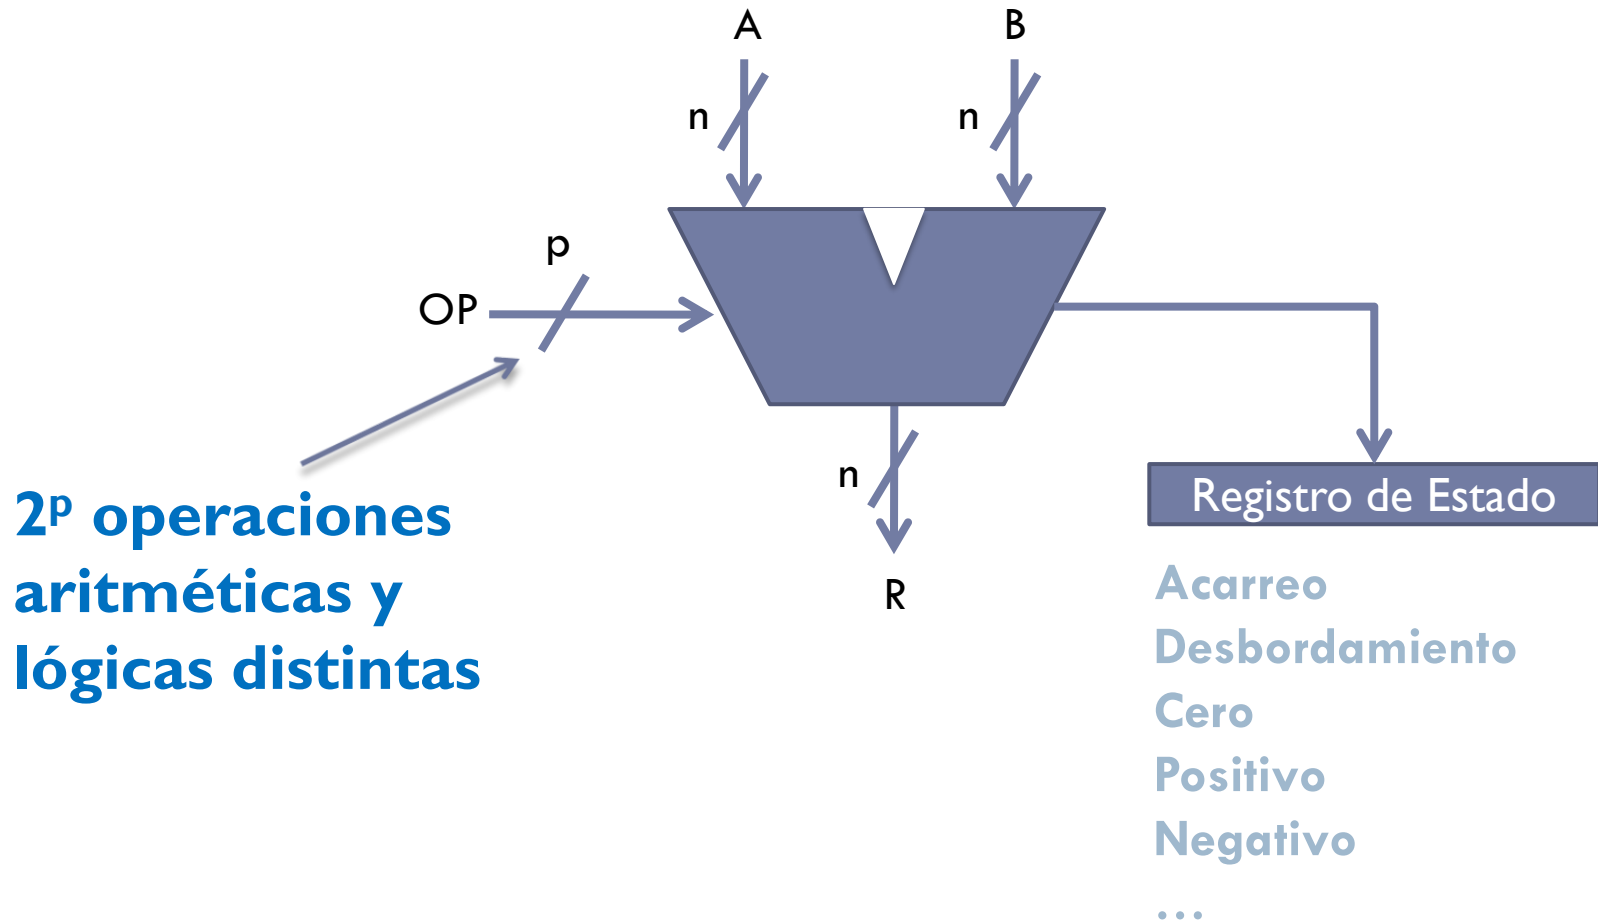 A
B
n
n
p
OP
n
R
2ᵖ operaciones
aritméticas y
lógicas distintas
Registro de Estado
Acarreo
Desbordamiento
Cero
Positivo
Negativo
…